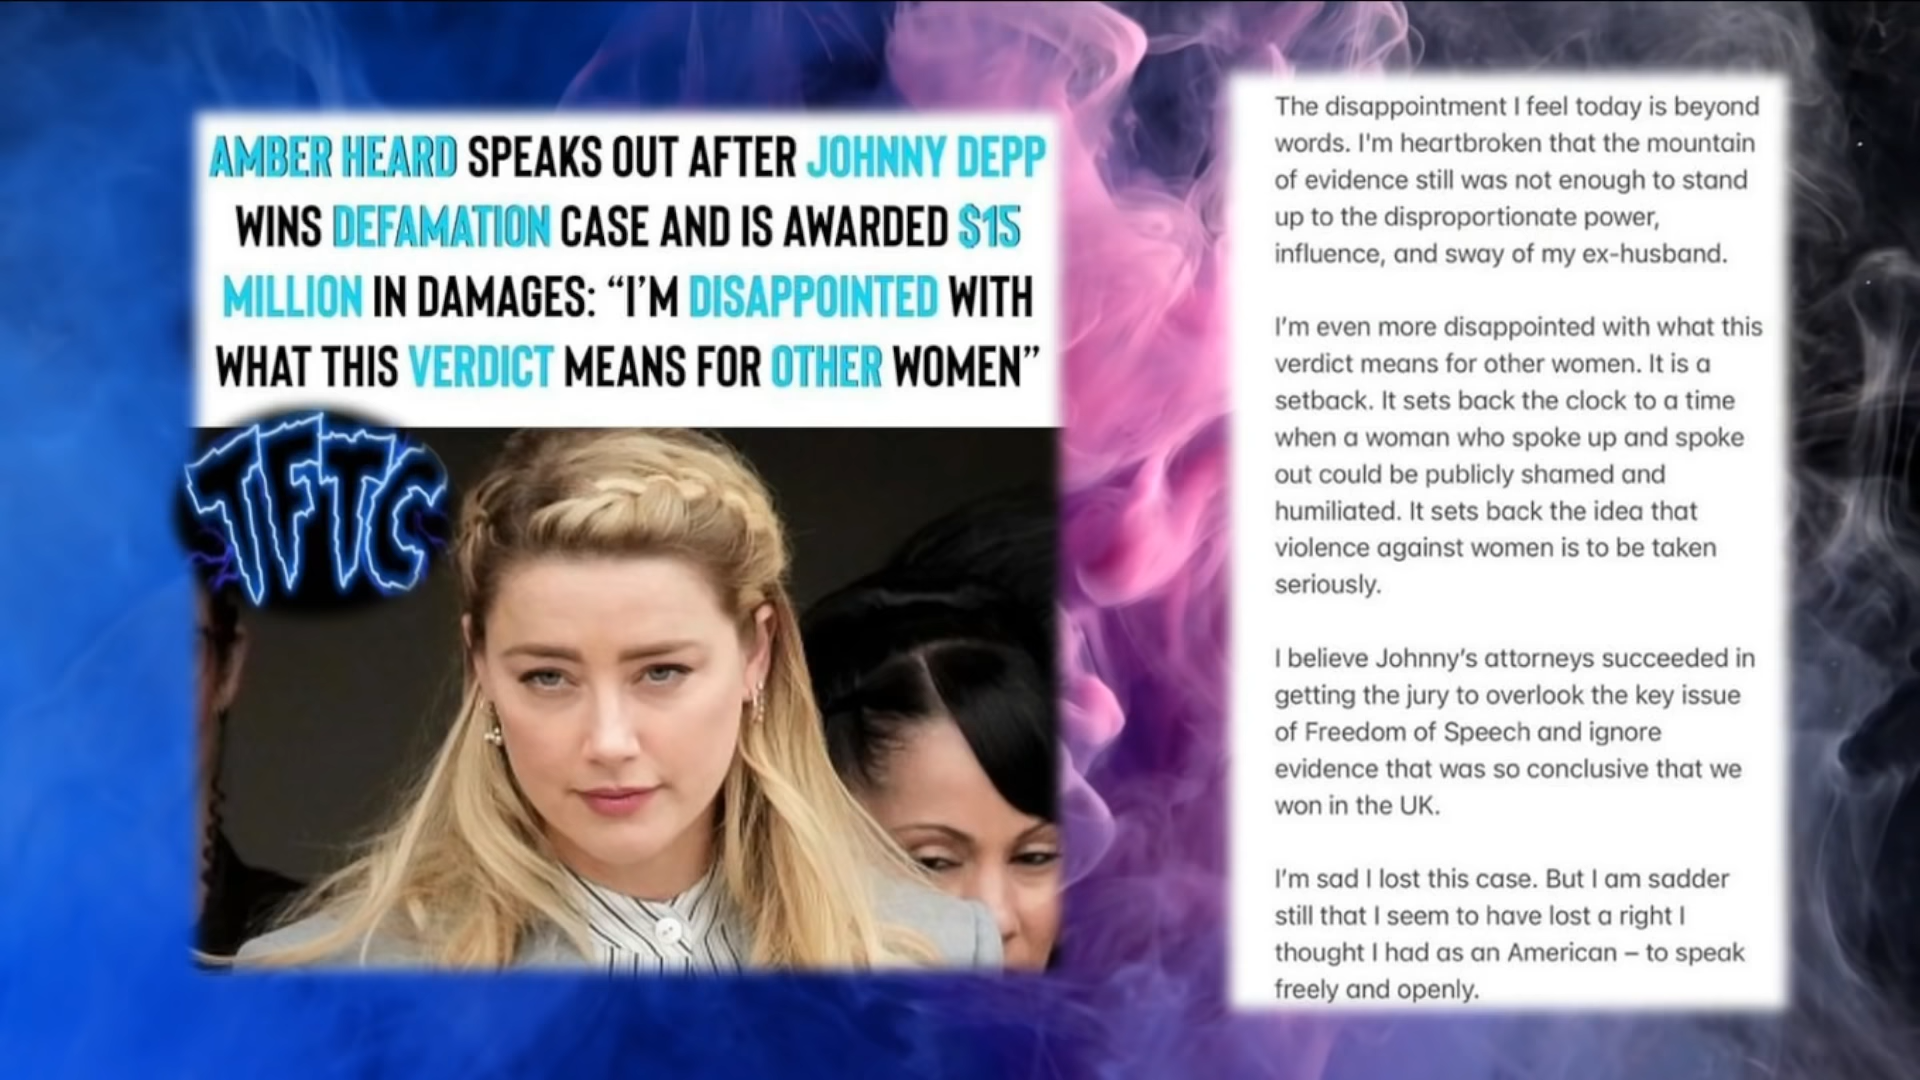 AMBER HEARD SPEAKS OUT AFTER JOHNNY DEPP
WINS DEFAMATION CASE AND IS AWARDED $15
MILLION IN DAMAGES: “I’M DISAPPOINTED WITH
WHAT THIS VERDICT MEANS FOR OTHER WOMEN”
TFTC
The disappointment I feel today is beyond
words. I'm heartbroken that the mountain
of evidence still was not enough to stand
up to the disproportionate power,
influence, and sway of my ex-husband.
I’m even more disappointed with what this
verdict means for other women. It is a
setback. It sets back the clock to a time
when a woman who spoke up and spoke
out could be publicly shamed and
humiliated. It sets back the idea that
violence against women is to be taken
seriously.
I believe Johnny’s attorneys succeeded in
getting the jury to overlook the key issue
of Freedom of Speech and ignore
evidence that was so conclusive that we
won in the UK.
I’m sad I lost this case. But I am sadder
still that I seem to have lost a right I
thought I had as an American – to speak
freely and openly.